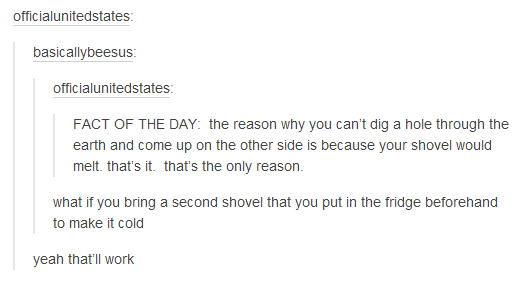 officialunitedstates:
basicallybeesus:
officialunitedstates:
FACT OF THE DAY:  the reason why you can't dig a hole through the
earth and come up on the other side is because your shovel would
melt. that's it.  that's the only reason.
what if you bring a second shovel that you put in the fridge beforehand
to make it cold
yeah that'll work